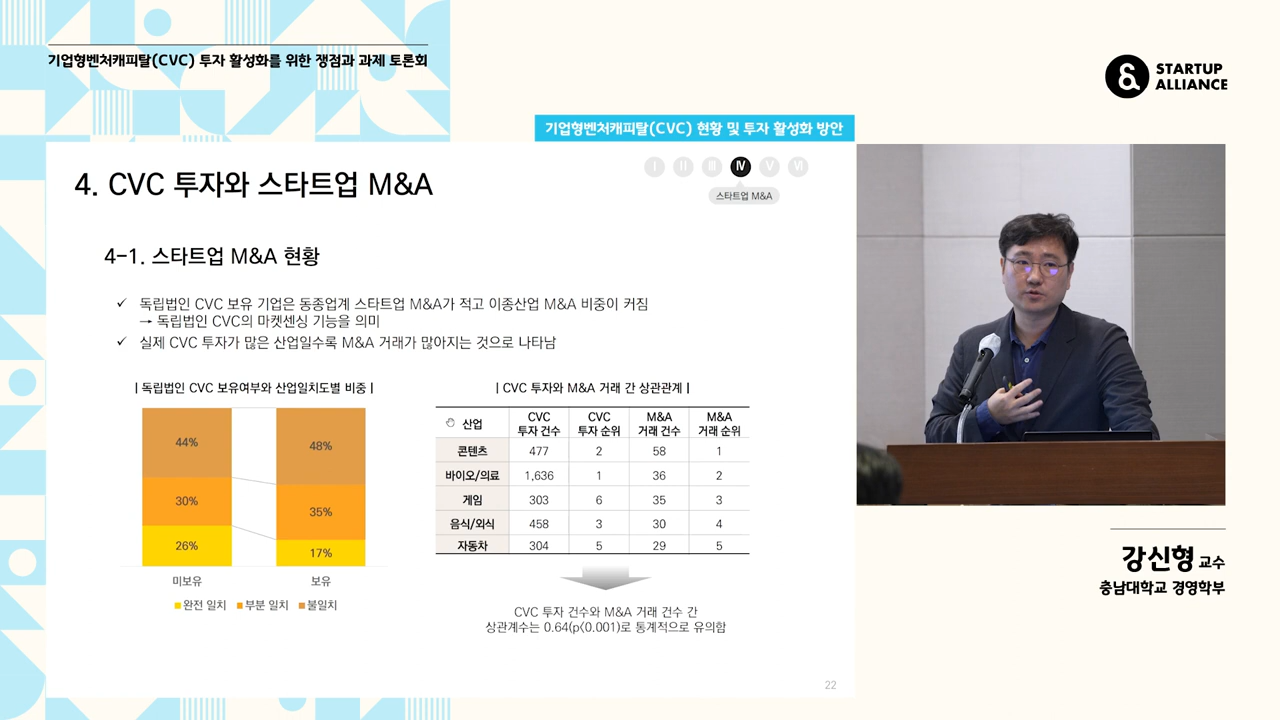 기업형벤처캐피탈(CVC) 투자 활성화를 위한 쟁점과 과제 토론회
STARTUP
ALLIANCE
기업형벤처캐피탈(CVC) 현황 및 투자 활성화 방안
I II III IV V VI
스타트업 M&A
4. CVC 투자와 스타트업 M&A
4-1. 스타트업 M&A 현황
✓ 독립법인 CVC 보유 기업은 동종업계 스타트업 M&A가 적고 이종산업 M&A 비중이 커짐
→ 독립법인 CVC의 마켓센싱 기능을 의미
✓ 실제 CVC 투자가 많은 산업일수록 M&A 거래가 많아지는 것으로 나타남
| 독립법인 CVC 보유여부와 산업일치도별 비중 |
44% 48%
30% 35%
26% 17%
미보유 보유
완전 일치 부분 일치 불일치
| CVC 투자와 M&A 거래 간 상관관계 |
산업 CVC 투자 건수 CVC 투자 순위 M&A 거래 건수 M&A 거래 순위
콘텐츠 477 2 58 1
바이오/의료 1,636 1 36 2
게임 303 6 35 3
음식/외식 458 3 30 4
자동차 304 5 29 5
CVC 투자 건수와 M&A 거래 건수 간
상관계수는 0.64(p<0.001)로 통계적으로 유의함
22
강신형 교수
충남대학교 경영학부